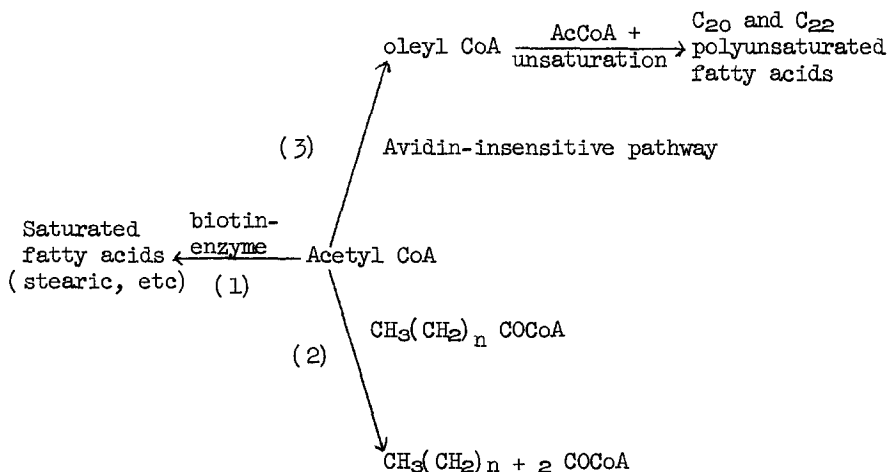 oleyl CoA
AcCoA +
unsaturation
C20 and C22
polyunsaturated
fatty acids
(3)
Avidin-insensitive pathway
Saturated
fatty acids
(stearic, etc)
biotin-
enzyme
(1)
Acetyl CoA
(2)
CH3(CH2)n COCoA
CH3(CH2)n + 2 COCoA